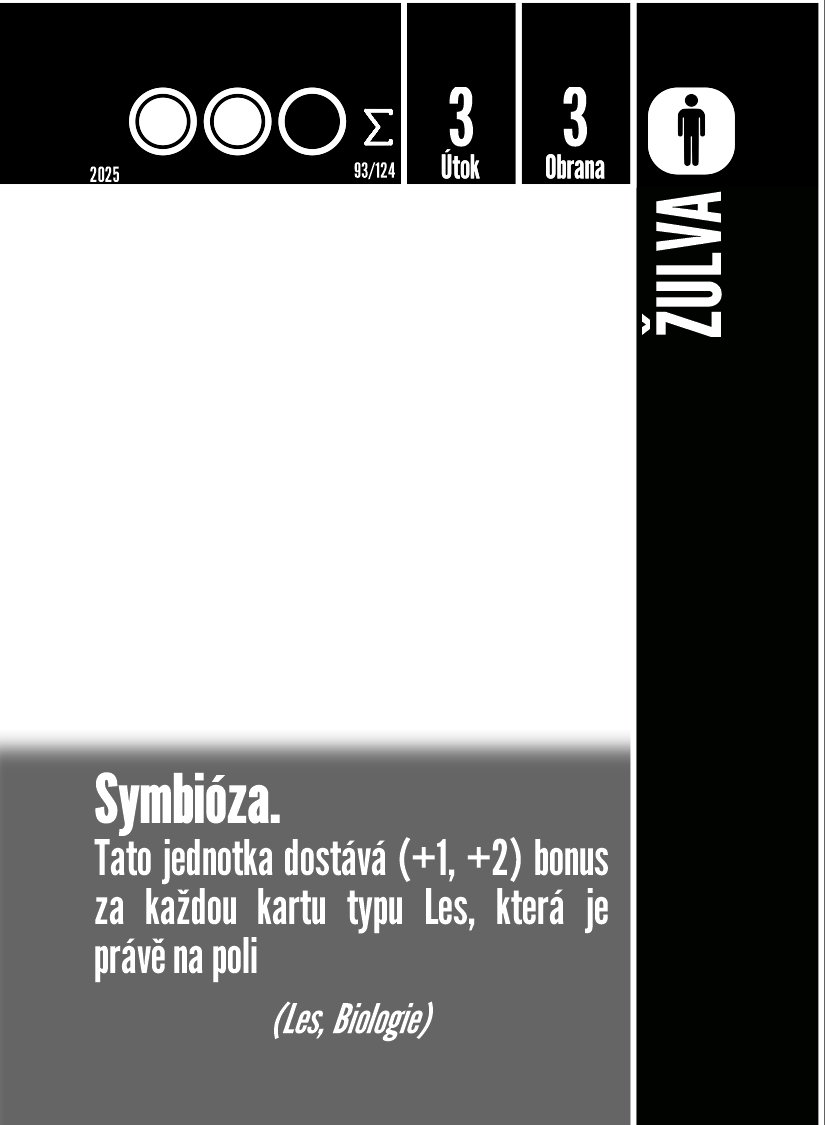 Σ
2025
93/124
3
Útok
3
Obrana
ŽULVA
Symbióza.
Tato jednotka dostává (+1, +2) bonus
za každou kartu typu Les, která je
právě na poli
(Les, Biologie)